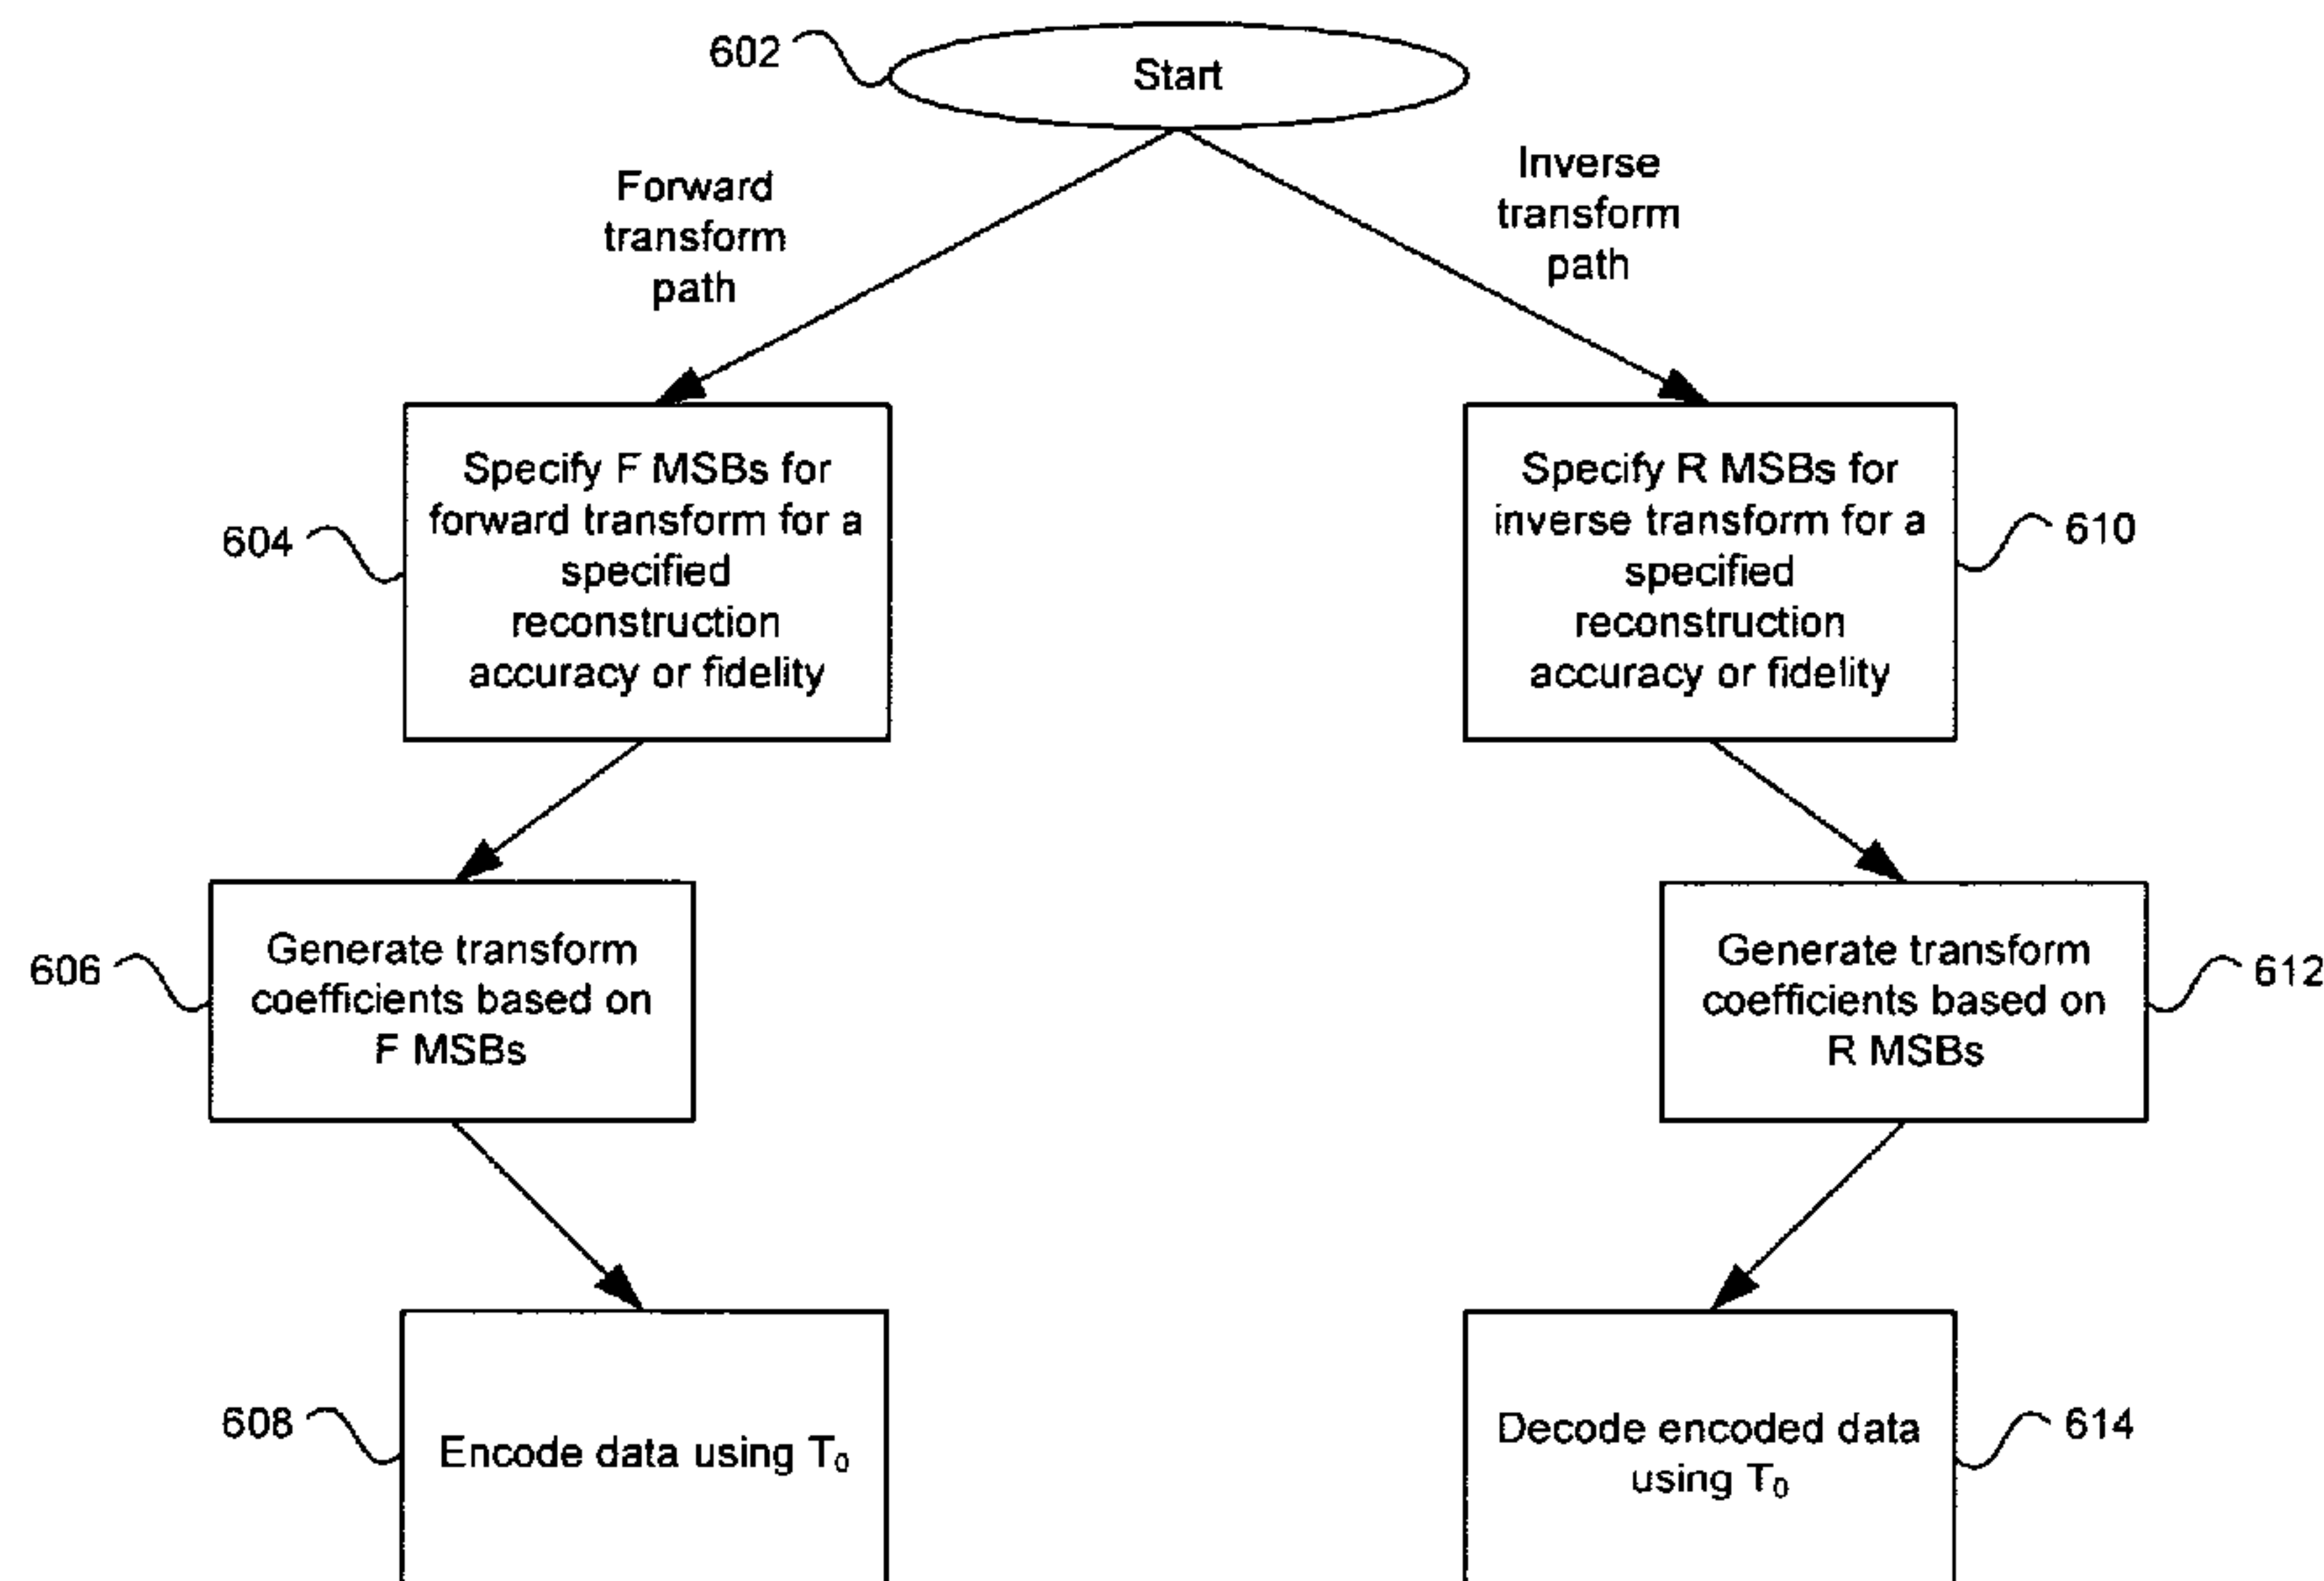 602
Start
Forward
transform
path
Inverse
transform
path
604
Specify F MSBs for
forward transform for a
specified
reconstruction
accuracy or fidelity
Specify R MSBs for
inverse transform for a
specified
reconstruction
accuracy or fidelity
610
606
Generate transform
coefficients based on
F MSBs
Generate transform
coefficients based on
R MSBs
612
608
Encode data using T₀
Decode encoded data
using T₀
614